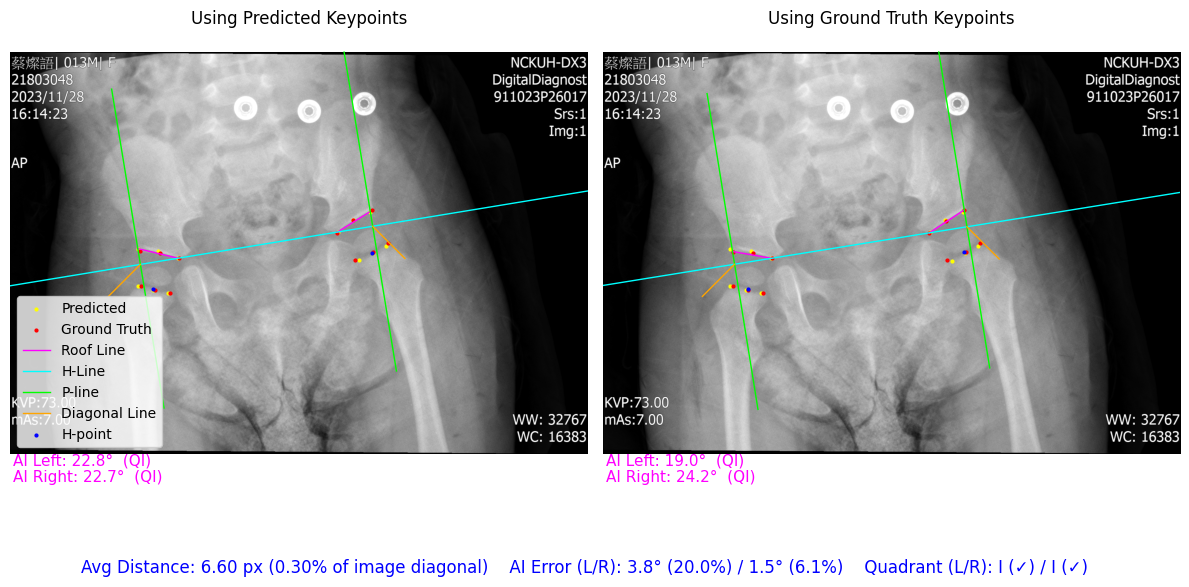 Using Predicted Keypoints
蔡燦語| 013M| F
21803048
2023/11/28
16:14:23
AP
NCKUH-DX3
DigitalDiagnost
911023P26017
Srs:1
Img:1
Predicted
Ground Truth
Roof Line
H-Line
P-line
Diagonal Line
H-point
KVP:73.00
mAs:7.00
WW: 32767
WC: 16383
AI Left: 22.8° (QI)
AI Right: 22.7° (QI)
Using Ground Truth Keypoints
蔡燦語| 013M| F
21803048
2023/11/28
16:14:23
AP
NCKUH-DX3
DigitalDiagnost
911023P26017
Srs:1
Img:1
KVP:73.00
mAs:7.00
WW: 32767
WC: 16383
AI Left: 19.0° (QI)
AI Right: 24.2° (QI)
Avg Distance: 6.60 px (0.30% of image diagonal) AI Error (L/R): 3.8° (20.0%) / 1.5° (6.1%) Quadrant (L/R): I (✓) / I (✓)